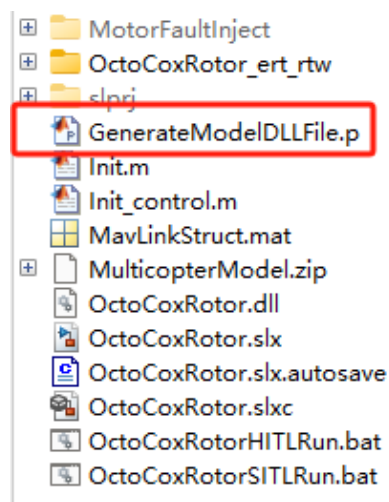 MotorFaultInject
OctoCoxRotor_ert_rtw
slprj
GenerateModelDLLFile.p
Init.m
Init_control.m
MavLinkStruct.mat
MulticopterModel.zip
OctoCoxRotor.dll
OctoCoxRotor.slx
OctoCoxRotor.slx.autosave
OctoCoxRotor.slxc
OctoCoxRotorHITLRun.bat
OctoCoxRotorSITLRun.bat